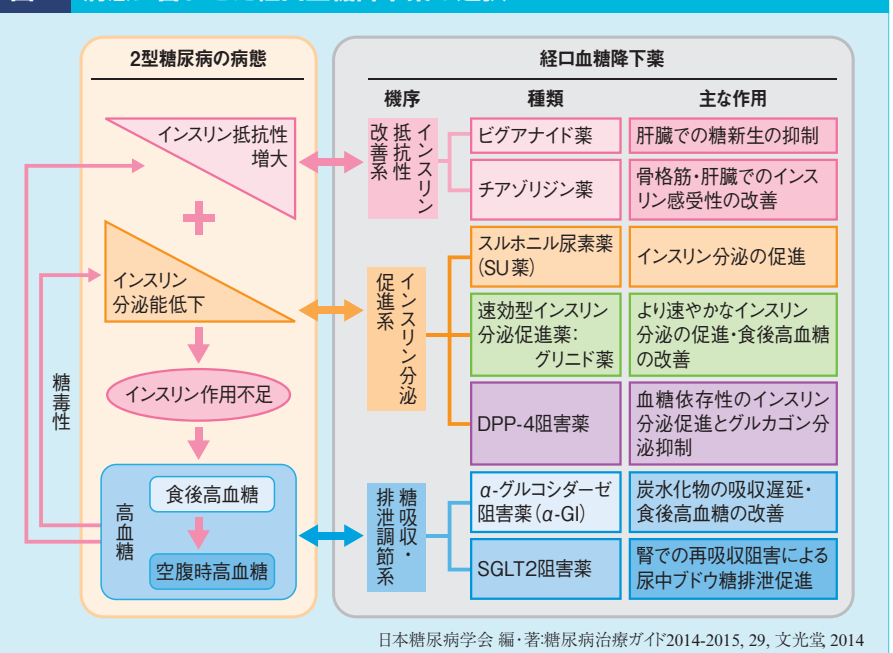 2型糖尿病の病態
インスリン抵抗性
増大
インスリン
分泌能低下
インスリン作用不足
糖毒性
高血糖
食後高血糖
空腹時高血糖
経口血糖降下薬
機序
種類
主な作用
インスリン
抵抗性
改善系
ビグアナイド薬
肝臓での糖新生の抑制
チアゾリジン薬
骨格筋・肝臓でのインス
リン感受性の改善
インスリン分泌
促進系
スルホニル尿素薬
(SU薬)
インスリン分泌の促進
速効型インスリン
分泌促進薬:
グリニド薬
より速やかなインスリン
分泌の促進・食後高血糖
の改善
DPP-4阻害薬
血糖依存性のインスリン
分泌促進とグルカゴン分
泌抑制
糖吸収・
排泄調節系
α-グルコシダーゼ
阻害薬(α-GI)
炭水化物の吸収遅延・
食後高血糖の改善
SGLT2阻害薬
腎での再吸収阻害による
尿中ブドウ糖排泄促進
日本糖尿病学会 編・著:糖尿病治療ガイド2014-2015, 29, 文光堂, 2014